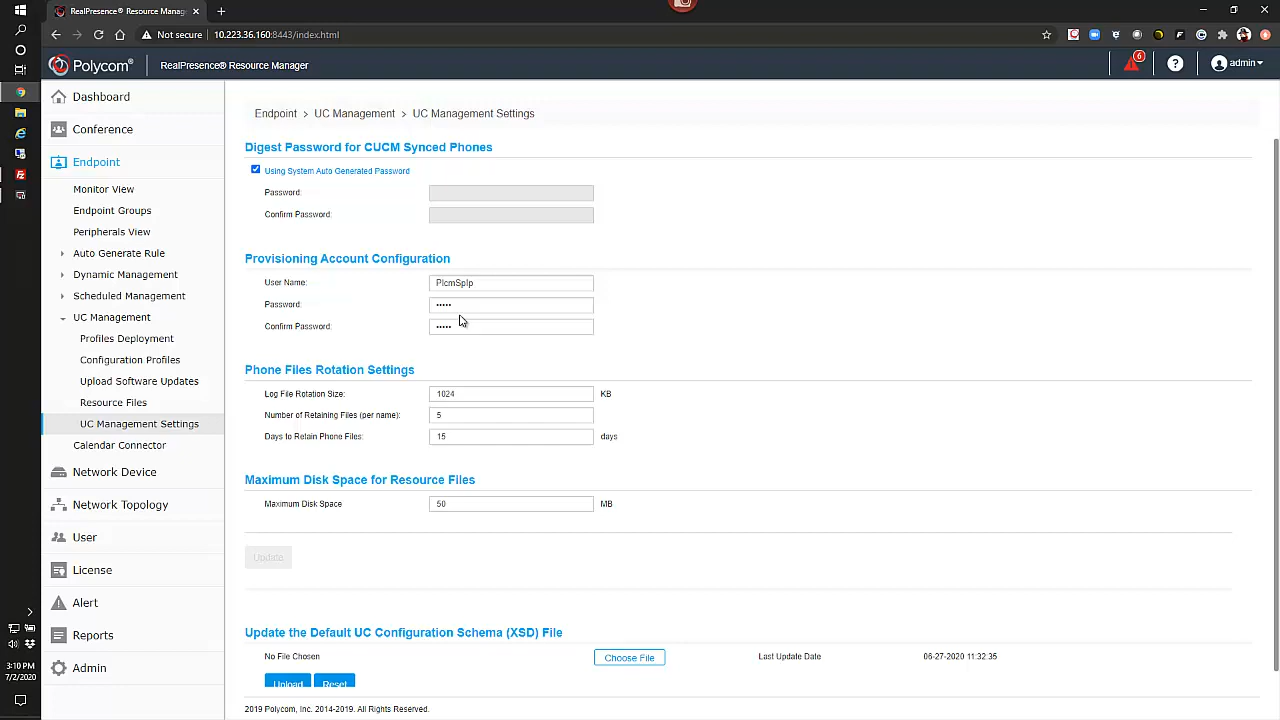 RealPresence® Resource Manag
Not secure | 10.223.36.160:8443/index.html
Polycom® | RealPresence® Resource Manager
6
admin
Dashboard
Conference
Endpoint
Monitor View
Endpoint Groups
Peripherals View
Auto Generate Rule
Dynamic Management
Scheduled Management
UC Management
Profiles Deployment
Configuration Profiles
Upload Software Updates
Resource Files
UC Management Settings
Calendar Connector
Network Device
Network Topology
User
License
Alert
Reports
Admin
3:10 PM
7/2/2020
Endpoint > UC Management > UC Management Settings
Digest Password for CUCM Synced Phones
Using System Auto Generated Password
Password:
Confirm Password:
Provisioning Account Configuration
User Name: PlcmSpIp
Password: •••••
Confirm Password: •••••
Phone Files Rotation Settings
Log File Rotation Size: 1024 KB
Number of Retaining Files (per name): 5
Days to Retain Phone Files: 15 days
Maximum Disk Space for Resource Files
Maximum Disk Space 50 MB
Update
Update the Default UC Configuration Schema (XSD) File
No File Chosen Choose File Last Update Date 06-27-2020 11:32:35
Upload Reset
2019 Polycom, Inc. 2014-2019. All Rights Reserved.